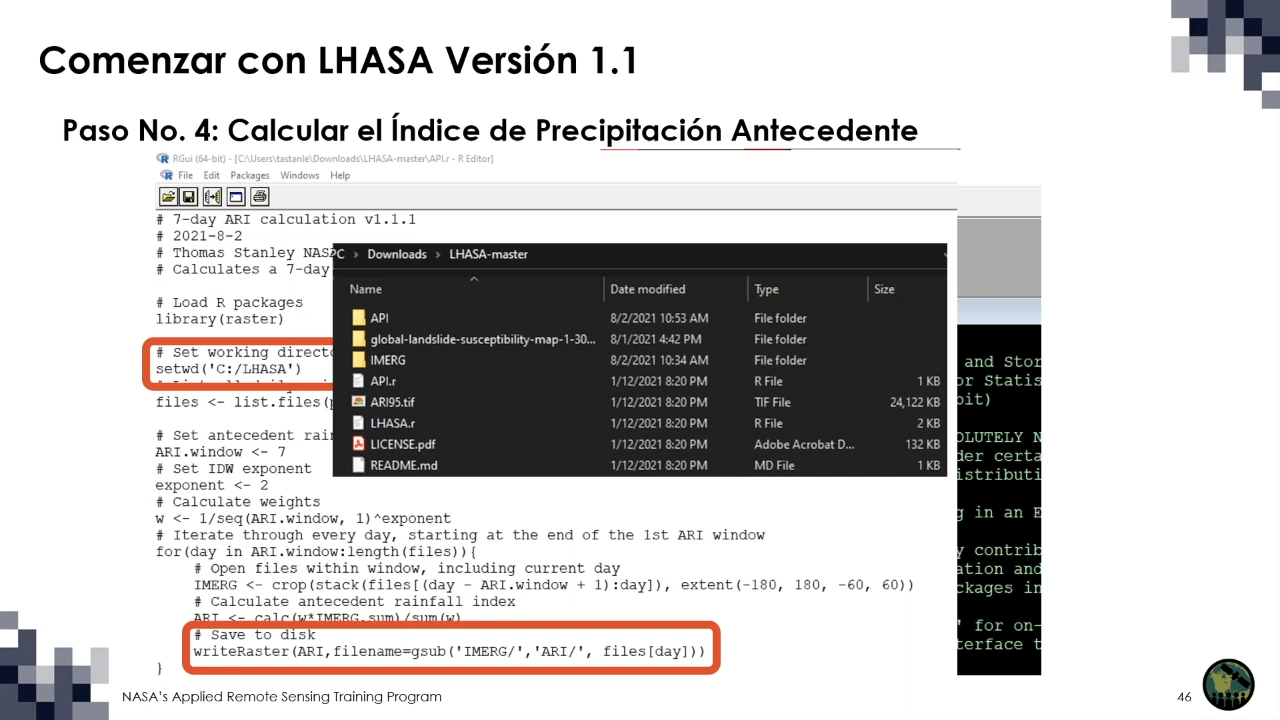 Comenzar con LHASA Versión 1.1
Paso No. 4: Calcular el Índice de Precipitación Antecedente
RGui (64-bit) - [C:\Users\tastanle\Downloads\LHASA-master\API.r - R Editor]
File Edit Packages Windows Help
# 7-day ARI calculation v1.1.1
# 2021-8-2
# Thomas Stanley NAS
# Calculates a 7-day
# Load R packages
library(raster)
# Set working directo
setwd('C:/LHASA')
files <- list.files(p
# Set antecedent rain
ARI.window <- 7
# Set IDW exponent
exponent <- 2
# Calculate weights
w <- 1/seq(ARI.window, 1)^exponent
# Iterate through every day, starting at the end of the 1st ARI window
for(day in ARI.window:length(files)){
# Open files within window, including current day
IMERG <- crop(stack(files[(day - ARI.window + 1):day]), extent(-180, 180, -60, 60))
# Calculate antecedent rainfall index
ARI <- calc(w*IMERG,sum)/sum(w)
# Save to disk
writeRaster(ARI,filename=gsub('IMERG/','ARI/', files[day]))
}
PC > Downloads > LHASA-master
Name Date modified Type Size
API 8/2/2021 10:53 AM File folder
global-landslide-susceptibility-map-1-30... 8/1/2021 4:42 PM File folder
IMERG 8/2/2021 10:34 AM File folder
API.r 1/12/2021 8:20 PM R File 1 KB
ARI95.tif 1/12/2021 8:20 PM TIF File 24,122 KB
LHASA.r 1/12/2021 8:20 PM R File 2 KB
LICENSE.pdf 1/12/2021 8:20 PM Adobe Acrobat D... 132 KB
README.md 1/12/2021 8:20 PM MD File 1 KB
and Stor
or Statis
bit)
OLUTELY N
der certa
istributi
g in an E
y contrib
ation and
ckages in
' for on-
terface t
NASA's Applied Remote Sensing Training Program
46